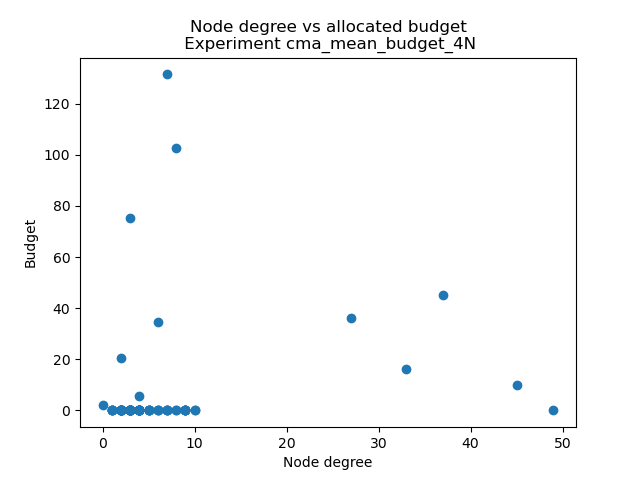 Node degree vs allocated budget
Experiment cma_mean_budget_4N
120
100
80
60
40
20
0
Budget
0 10 20 30 40 50
Node degree